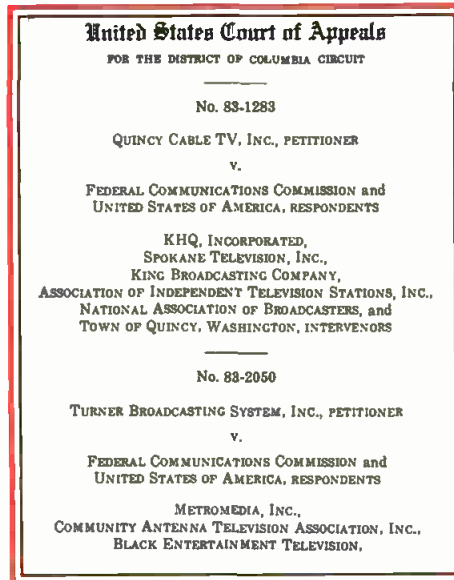 United States Court of Appeals
FOR THE DISTRICT OF COLUMBIA CIRCUIT
No. 83-1283
QUINCY CABLE TV, INC., PETITIONER
v.
FEDERAL COMMUNICATIONS COMMISSION and
UNITED STATES OF AMERICA, RESPONDENTS
KHQ, INCORPORATED,
SPOKANE TELEVISION, INC.,
KING BROADCASTING COMPANY,
ASSOCIATION OF INDEPENDENT TELEVISION STATIONS, INC.,
NATIONAL ASSOCIATION OF BROADCASTERS, and
TOWN OF QUINCY, WASHINGTON, INTERVENORS
No. 83-2050
TURNER BROADCASTING SYSTEM, INC., PETITIONER
v.
FEDERAL COMMUNICATIONS COMMISSION and
UNITED STATES OF AMERICA, RESPONDENTS
METROMEDIA, INC.,
COMMUNITY ANTENNA TELEVISION ASSOCIATION, INC.,
BLACK ENTERTAINMENT TELEVISION,